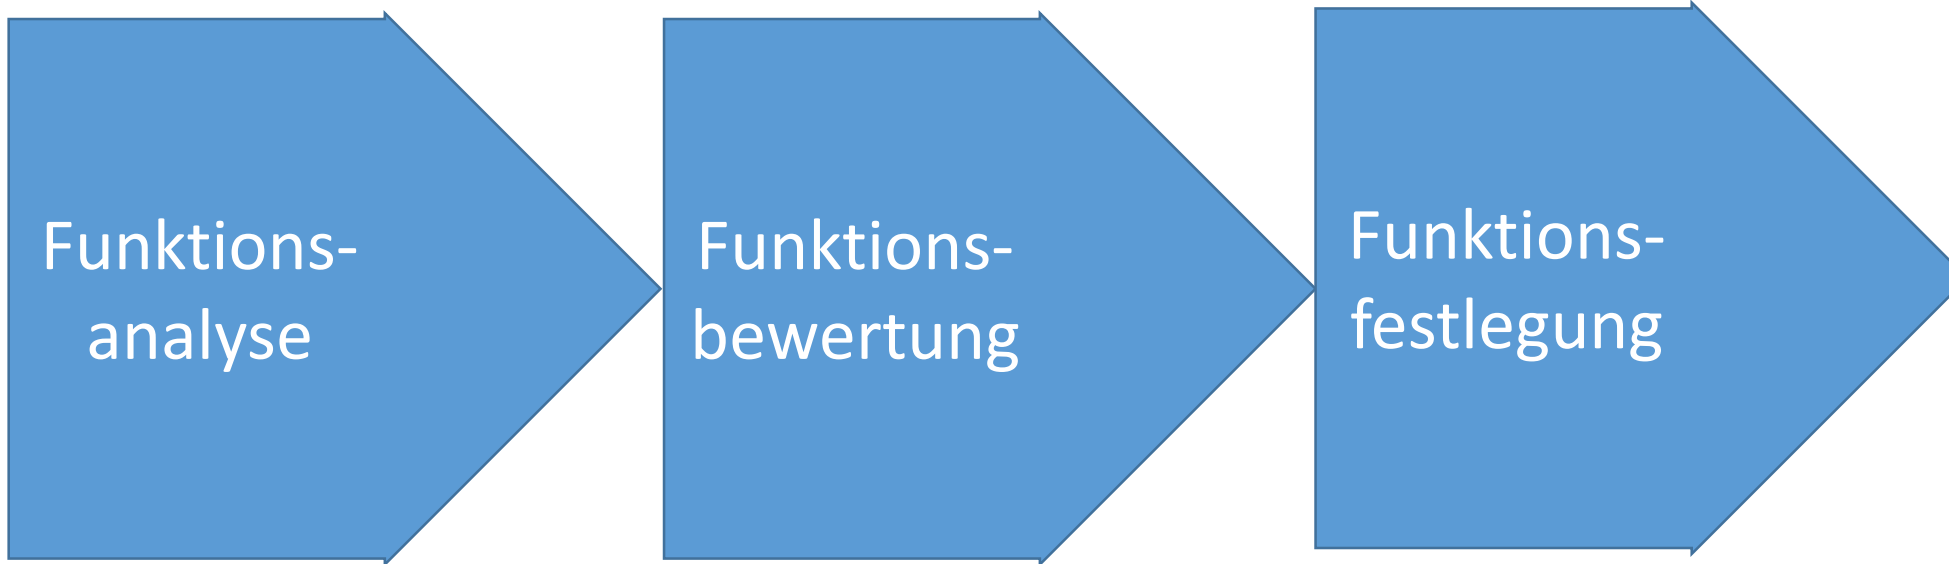 Funktions-
analyse
Funktions-
bewertung
Funktions-
festlegung